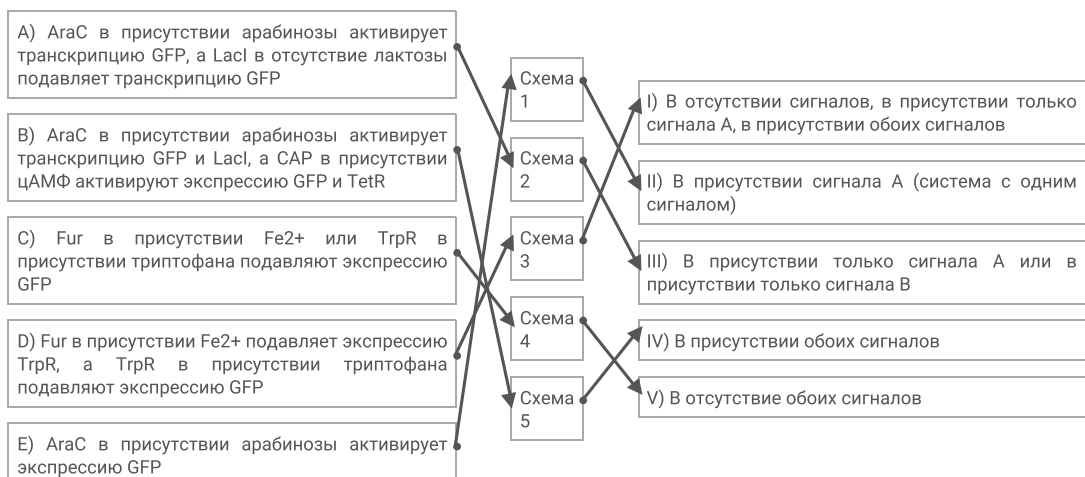 A) AraC в присутствии арабинозы активирует
транскрипцию GFP, а LacI в отсутствие лактозы
подавляет транскрипцию GFP
B) AraC в присутствии арабинозы активирует
транскрипцию GFP и LacI, а CAP в присутствии
цАМФ активируют экспрессию GFP и TetR
C) Fur в присутствии Fe2+ или TrpR в
присутствии триптофана подавляют экспрессию
GFP
D) Fur в присутствии Fe2+ подавляет экспрессию
TrpR, а TrpR в присутствии триптофана
подавляют экспрессию GFP
E) AraC в присутствии арабинозы активирует
экспрессию GFP
Схема
1
Схема
2
Схема
3
Схема
4
Схема
5
I) В отсутствии сигналов, в присутствии только
сигнала А, в присутствии обоих сигналов
II) В присутствии сигнала А (система с одним
сигналом)
III) В присутствии только сигнала А или в
присутствии только сигнала В
IV) В присутствии обоих сигналов
V) В отсутствие обоих сигналов